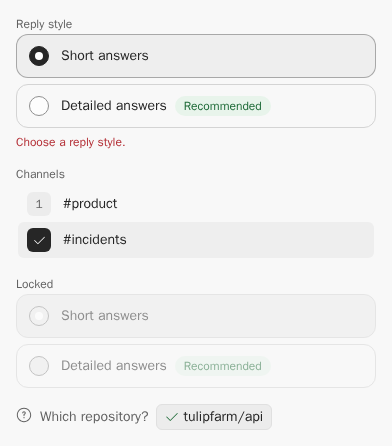 Reply style
Short answers
Detailed answers Recommended
Choose a reply style.
Channels
1 #product
#incidents
Locked
Short answers
Detailed answers Recommended
Which repository? tulipfarm/api